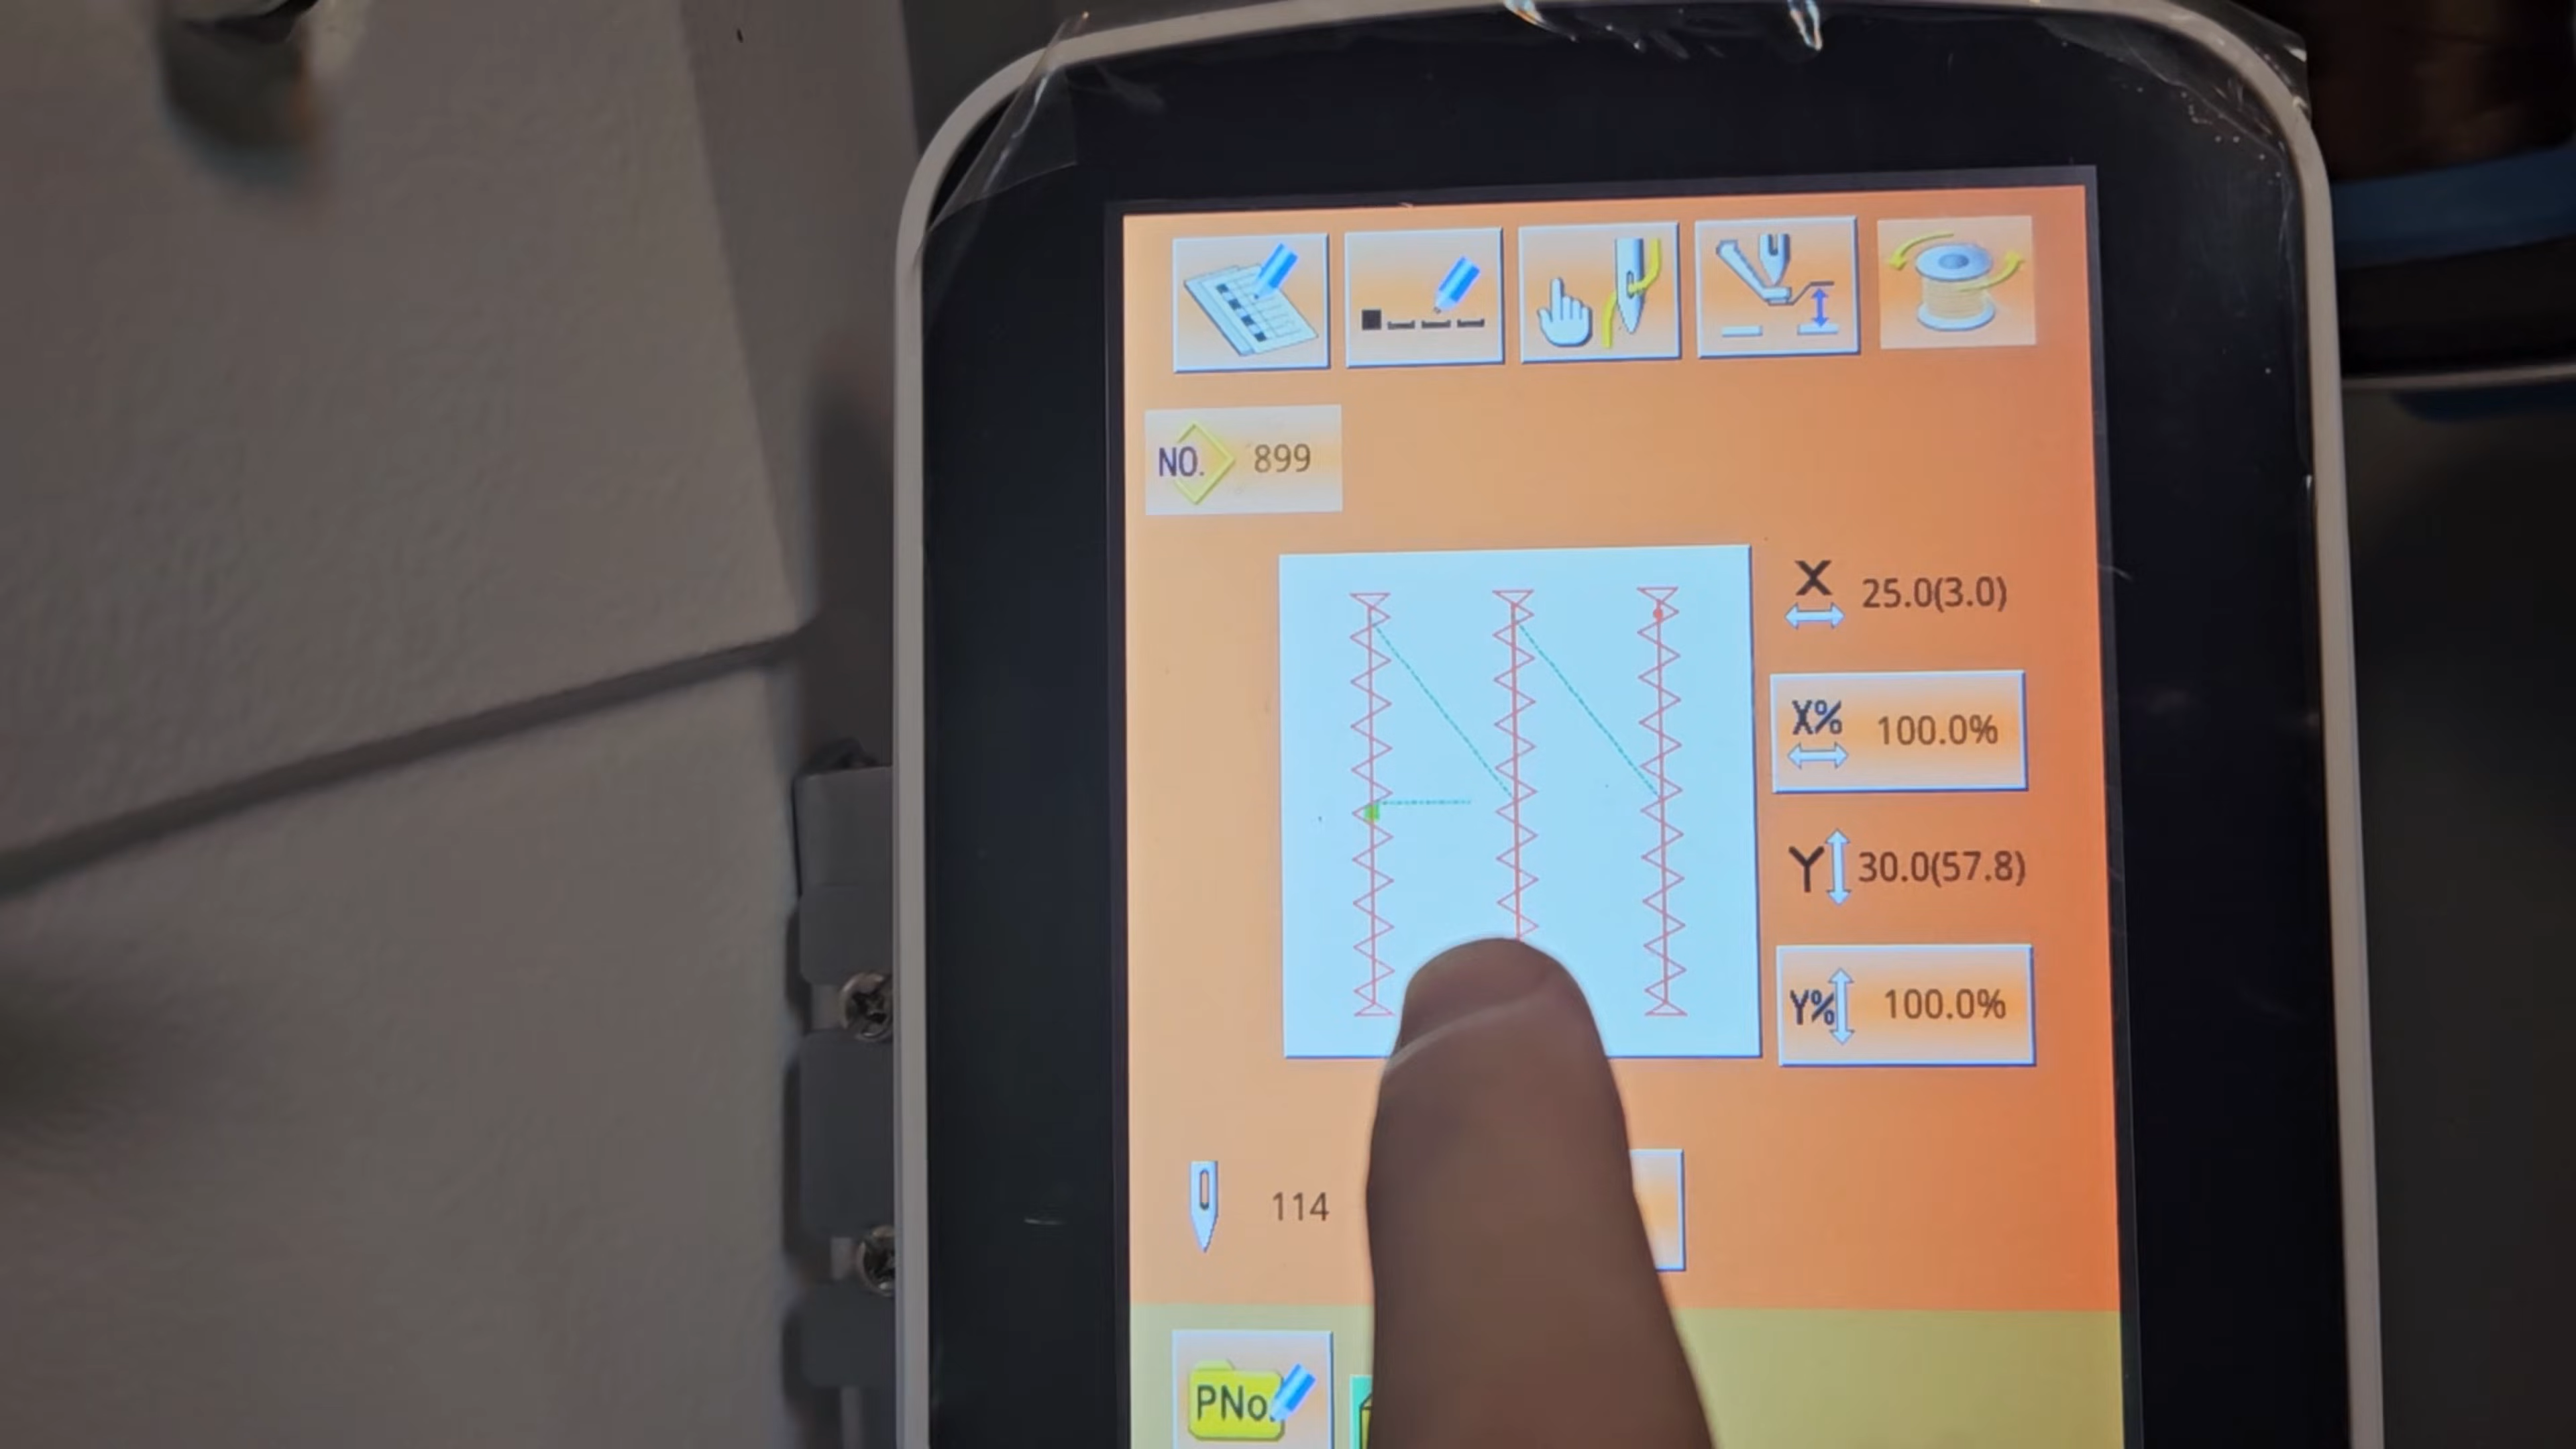 NO. 899
X 25.0(3.0)
X% 100.0%
Y 30.0(57.8)
Y% 100.0%
114
PNo.